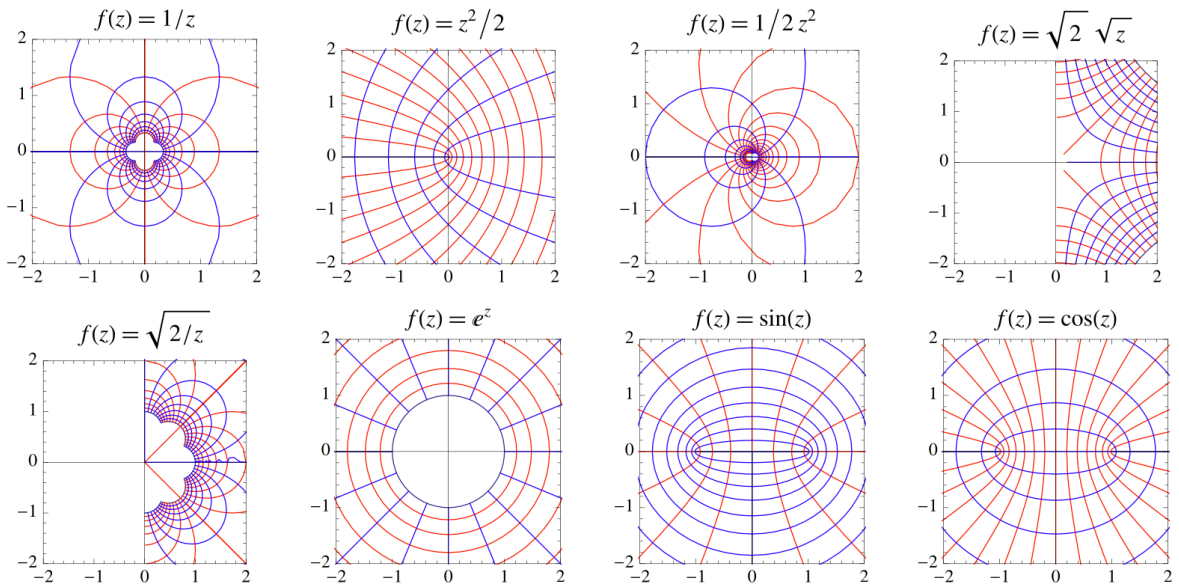 f(z) = 1/z
2
1
0
−1
−2
−2 −1 0 1 2
f(z) = z²/2
2
1
0
−1
−2
−2 −1 0 1 2
f(z) = 1/2 z²
2
1
0
−1
−2
−2 −1 0 1 2
f(z) = √2 √z
2
1
0
−1
−2
−2 −1 0 1 2
f(z) = √2/z
2
1
0
−1
−2
−2 −1 0 1 2
f(z) = e^z
2
1
0
−1
−2
−2 −1 0 1 2
f(z) = sin(z)
2
1
0
−1
−2
−2 −1 0 1 2
f(z) = cos(z)
2
1
0
−1
−2
−2 −1 0 1 2